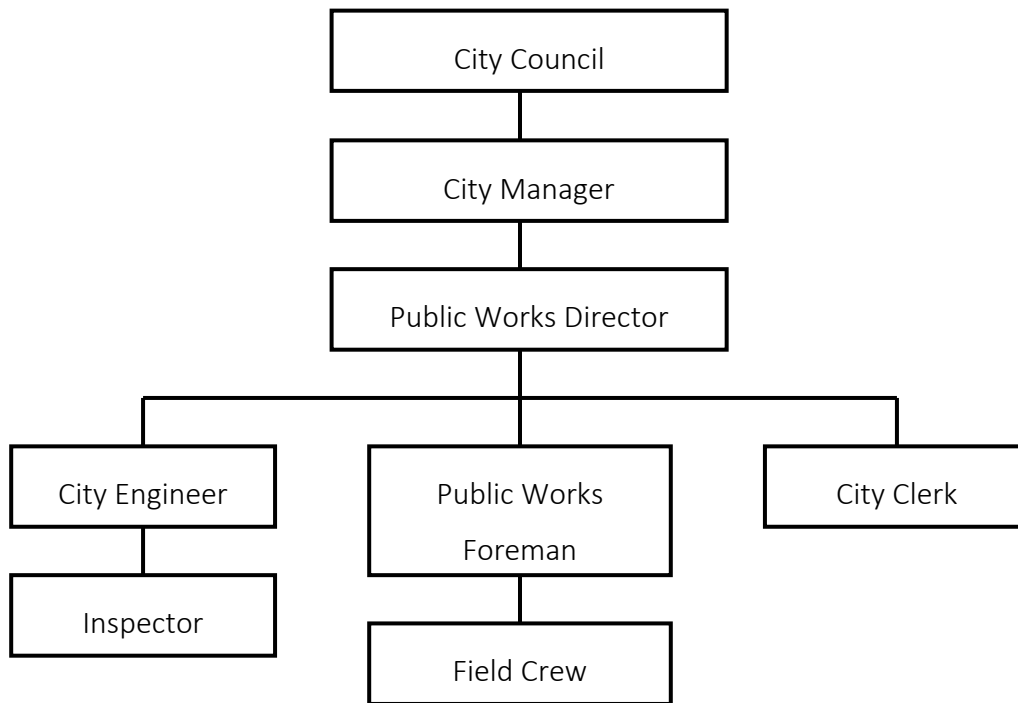 City Council
City Manager
Public Works Director
City Engineer
Public Works
Foreman
City Clerk
Inspector
Field Crew